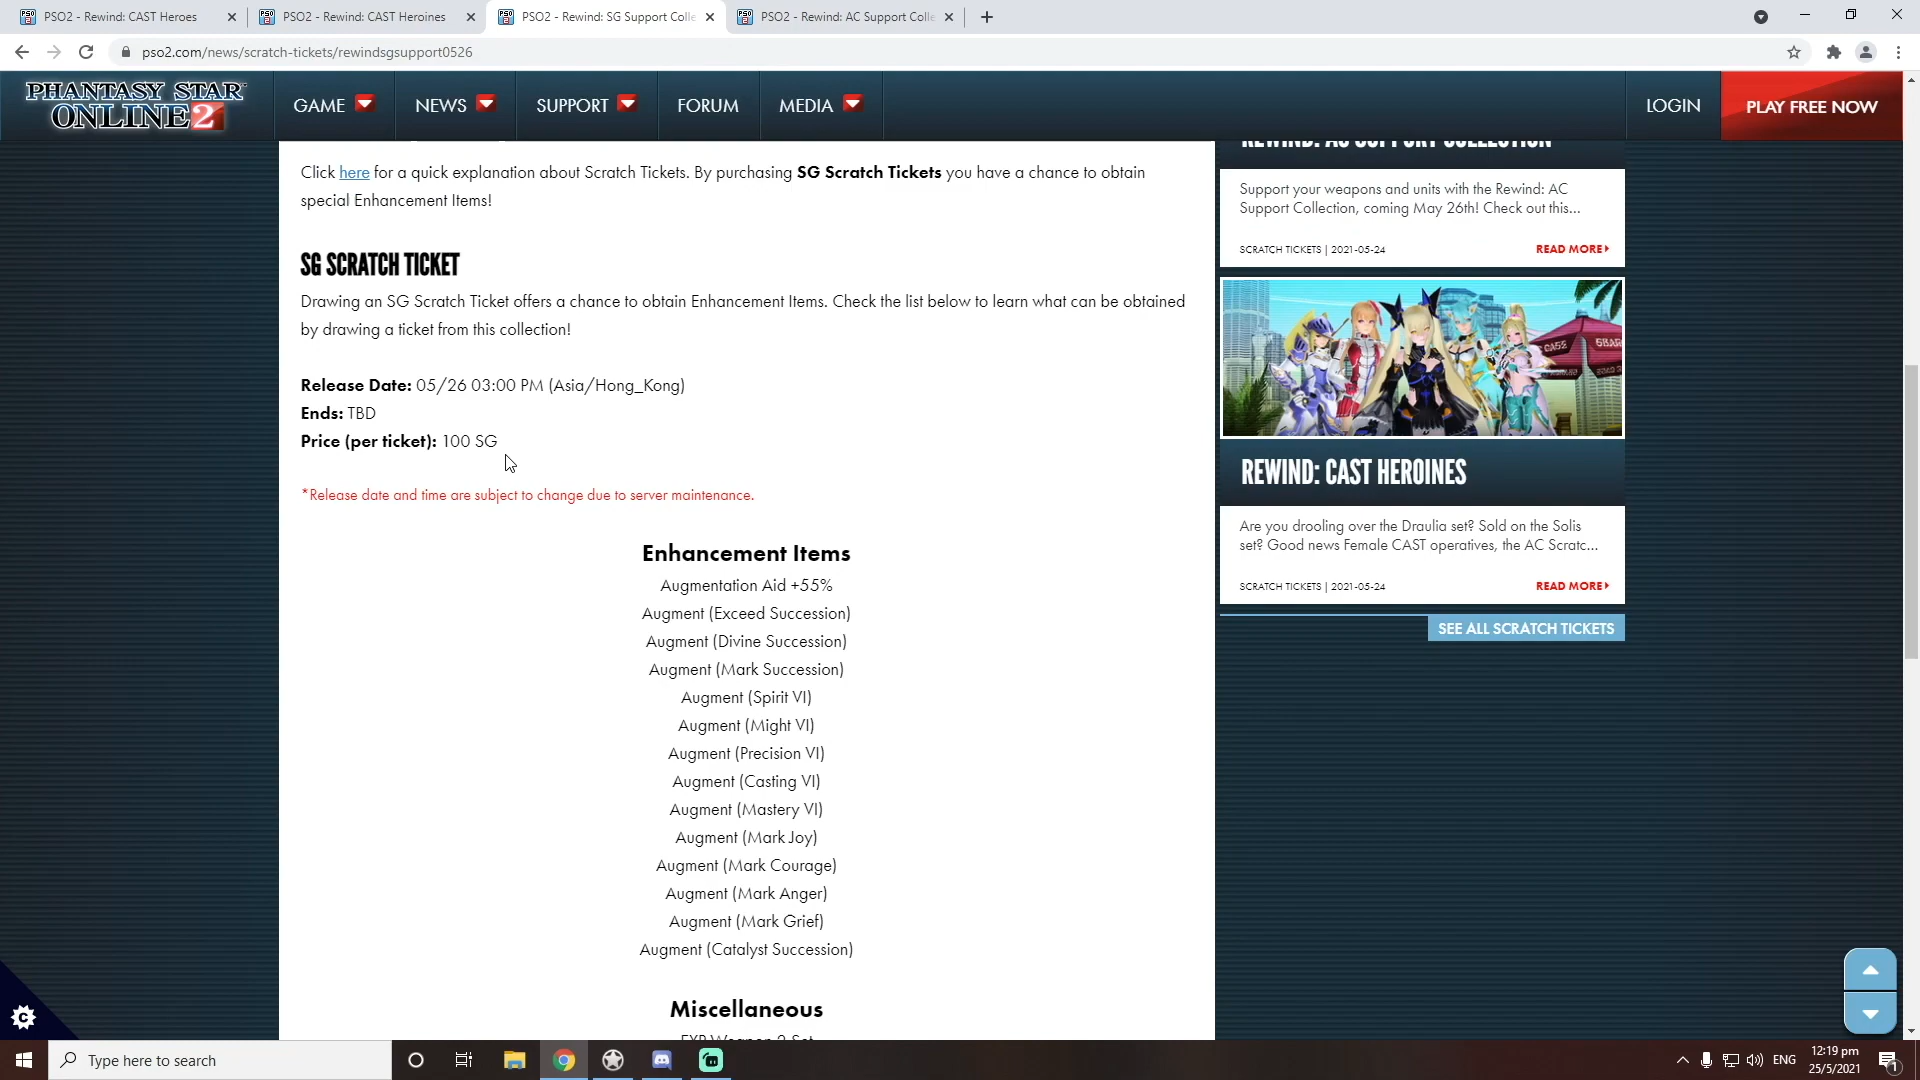 PSO2 - Rewind: CAST Heroes
PSO2 - Rewind: CAST Heroines
PSO2 - Rewind: SG Support Colle
PSO2 - Rewind: AC Support Colle
pso2.com/news/scratch-tickets/rewindsgsupport0526
PHANTASY STAR
ONLINE 2
GAME
NEWS
SUPPORT
FORUM
MEDIA
LOGIN
PLAY FREE NOW
Click here for a quick explanation about Scratch Tickets. By purchasing SG Scratch Tickets you have a chance to obtain
special Enhancement Items!
SG SCRATCH TICKET
Drawing an SG Scratch Ticket offers a chance to obtain Enhancement Items. Check the list below to learn what can be obtained
by drawing a ticket from this collection!
Release Date: 05/26 03:00 PM (Asia/Hong_Kong)
Ends: TBD
Price (per ticket): 100 SG
*Release date and time are subject to change due to server maintenance.
Enhancement Items
Augmentation Aid +55%
Augment (Exceed Succession)
Augment (Divine Succession)
Augment (Mark Succession)
Augment (Spirit VI)
Augment (Might VI)
Augment (Precision VI)
Augment (Casting VI)
Augment (Mastery VI)
Augment (Mark Joy)
Augment (Mark Courage)
Augment (Mark Anger)
Augment (Mark Grief)
Augment (Catalyst Succession)
Miscellaneous
EXP Weapon 2 Set
REWIND: AC SUPPORT COLLECTION
Support your weapons and units with the Rewind: AC
Support Collection, coming May 26th! Check out this...
SCRATCH TICKETS | 2021-05-24
READ MORE
REWIND: CAST HEROINES
Are you drooling over the Draulia set? Sold on the Solis
set? Good news Female CAST operatives, the AC Scratc...
SCRATCH TICKETS | 2021-05-24
READ MORE
SEE ALL SCRATCH TICKETS
Type here to search
ENG
12:19 pm
25/5/2021
1